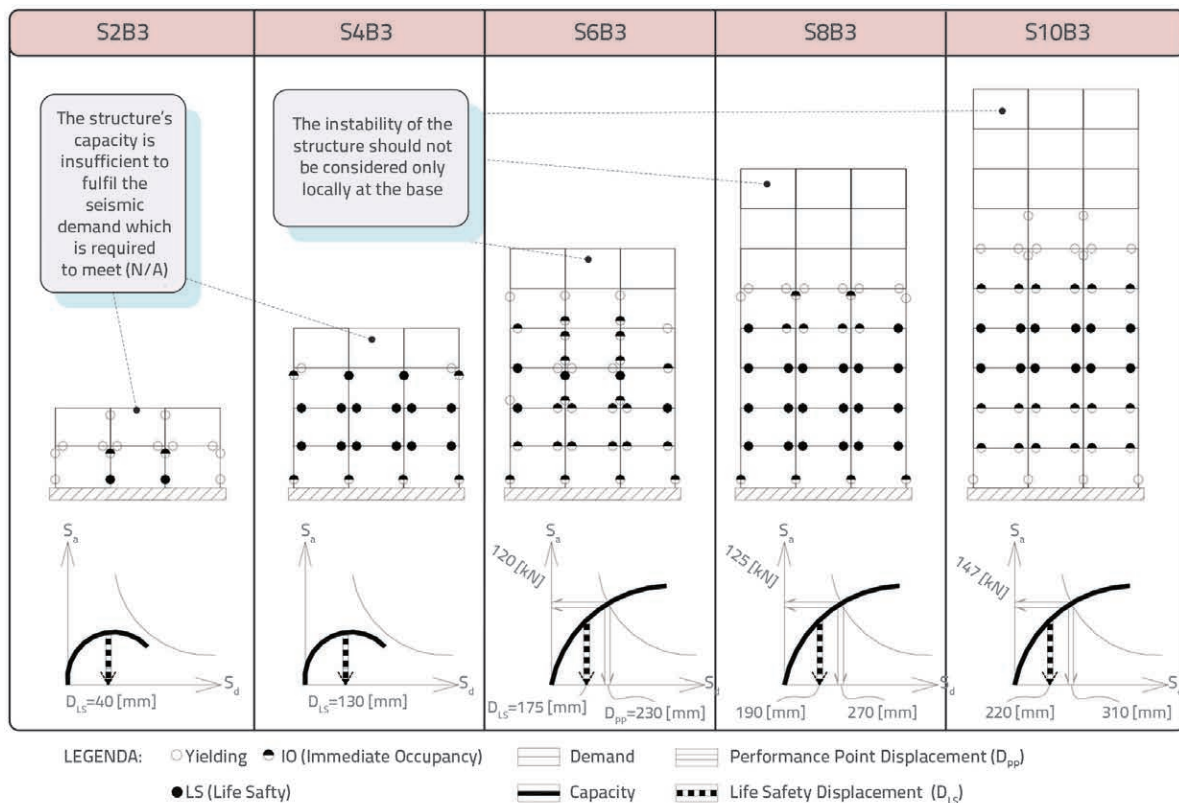 S2B3
S4B3
S6B3
S8B3
S10B3
The structure's
capacity is
insufficient to
fulfil the
seismic
demand which
is required
to meet (N/A)
The instability of the
structure should not
be considered only
locally at the base
Sa
Sd
DLS=40 [mm]
Sa
Sd
DLS=130 [mm]
Sa
120 [kN]
Sd
DLS=175 [mm]
Dpp=230 [mm]
Sa
125 [kN]
Sd
190 [mm]
270 [mm]
Sa
147 [kN]
Sd
220 [mm]
310 [mm]
LEGENDA:
Yielding
IO (Immediate Occupancy)
Demand
Performance Point Displacement (Dpp)
LS (Life Safty)
Capacity
Life Safety Displacement (DLS)